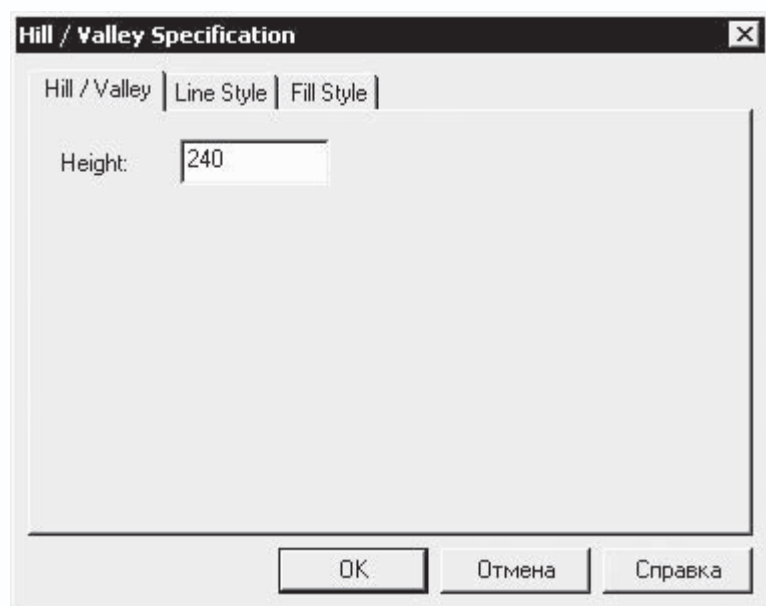 Hill / Valley Specification
Hill / Valley Line Style Fill Style
Height: 240
OK Отмена Справка